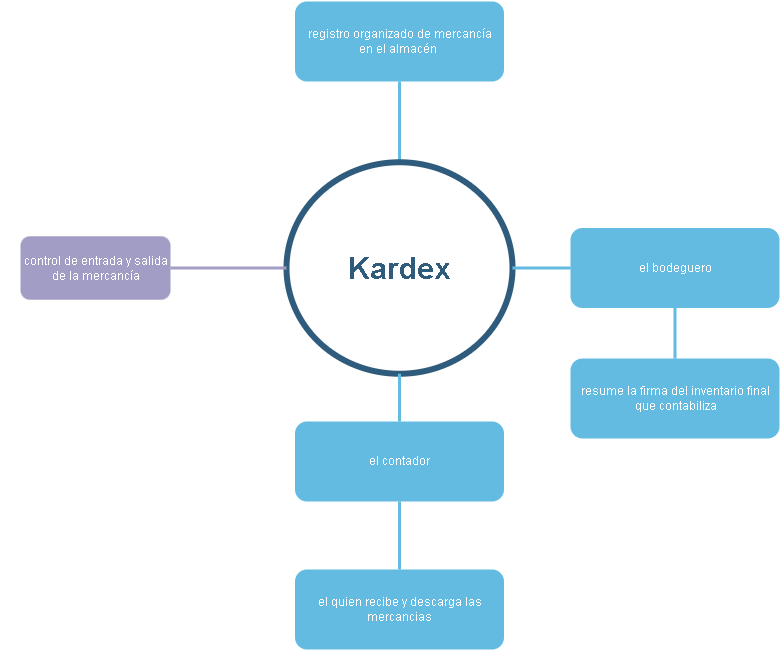 registro organizado de mercancía
en el almacén
control de entrada y salida
de la mercancía
Kardex
el bodeguero
resume la firma del inventario final
que contabiliza
el contador
el quien recibe y descarga las
mercancias